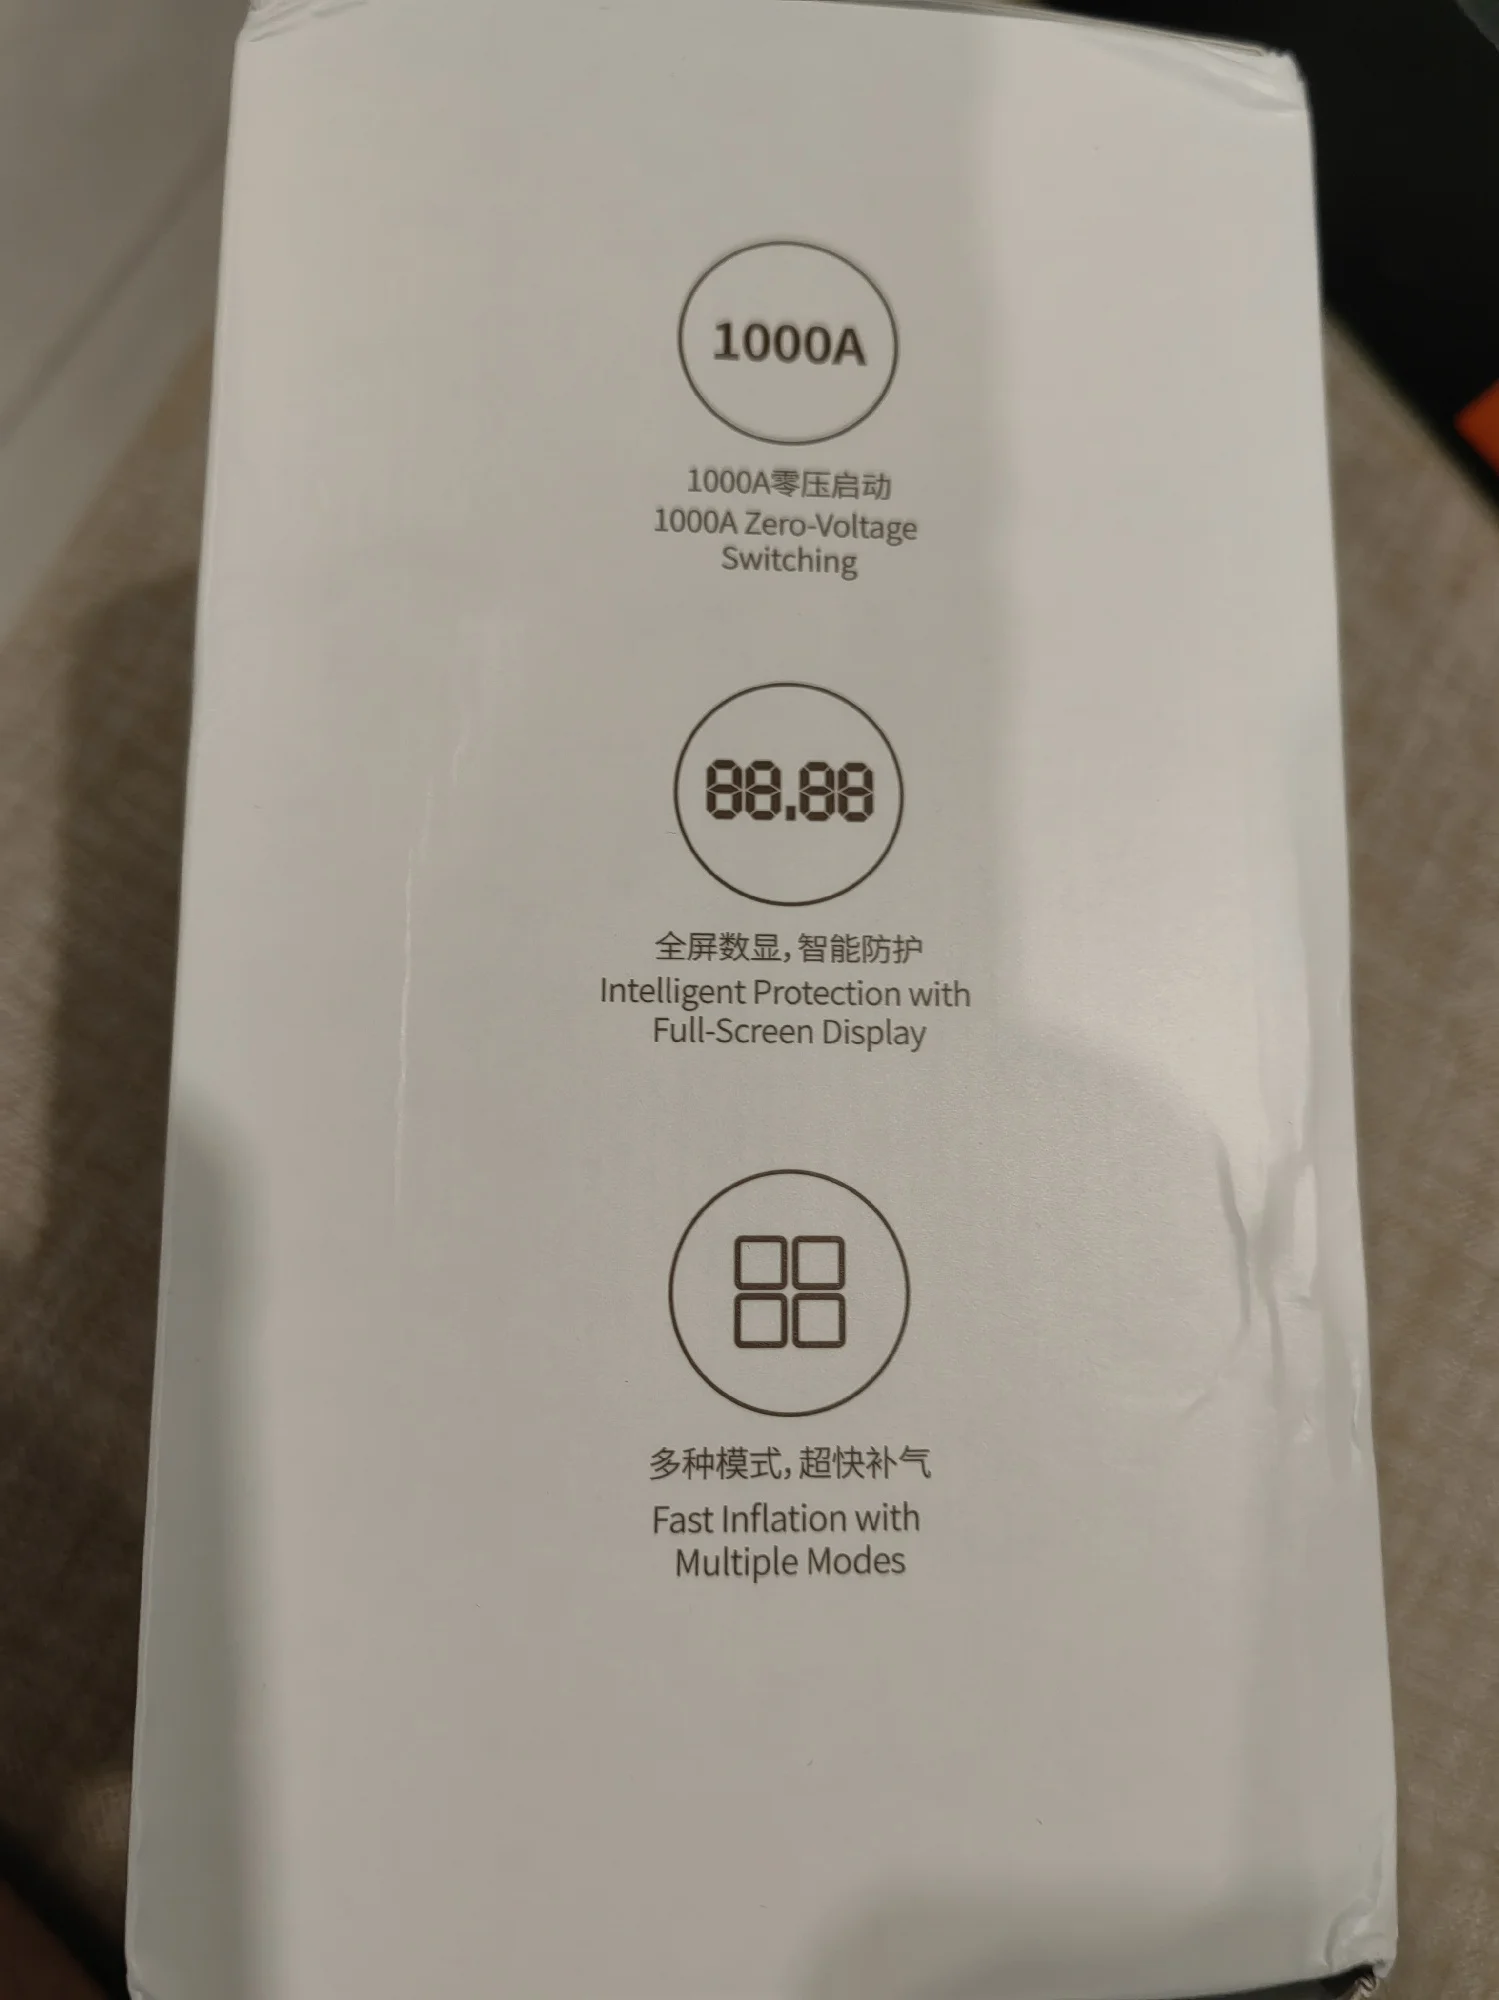 1000A
1000A零压启动
1000A Zero-Voltage
Switching
88.88
全屏数显,智能防护
Intelligent Protection with
Full-Screen Display
多种模式,超快补气
Fast Inflation with
Multiple Modes